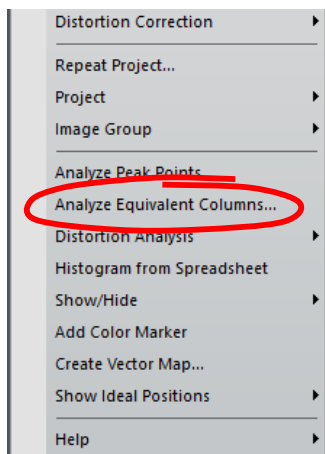 Distortion Correction
Repeat Project...
Project
Image Group
Analyze Peak Points
Analyze Equivalent Columns...
Distortion Analysis
Histogram from Spreadsheet
Show/Hide
Add Color Marker
Create Vector Map...
Show Ideal Positions
Help